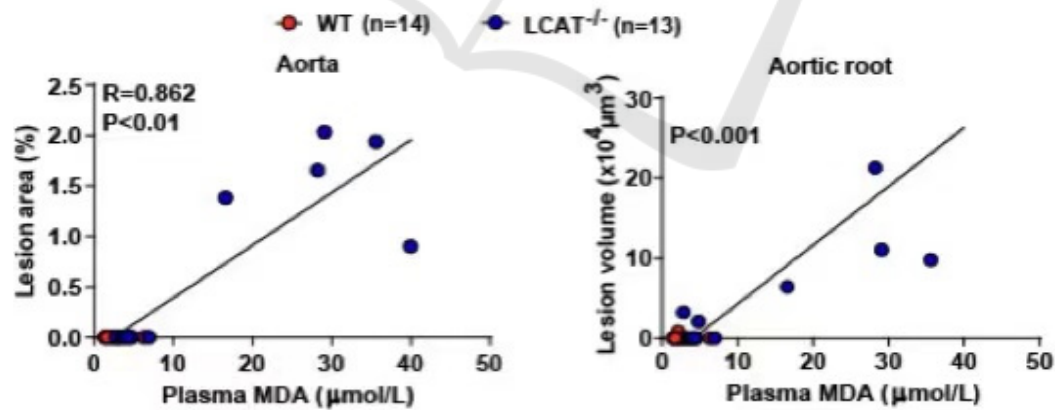 WT (n=14) LCAT-/- (n=13)
Aorta
R=0.862
P<0.01
Lesion area (%)
2.5
2.0
1.5
1.0
0.5
0.0
0 10 20 30 40 50
Plasma MDA (μmol/L)
Aortic root
P<0.001
Lesion volume (x10⁴μm³)
30
20
10
0
0 10 20 30 40 50
Plasma MDA (μmol/L)